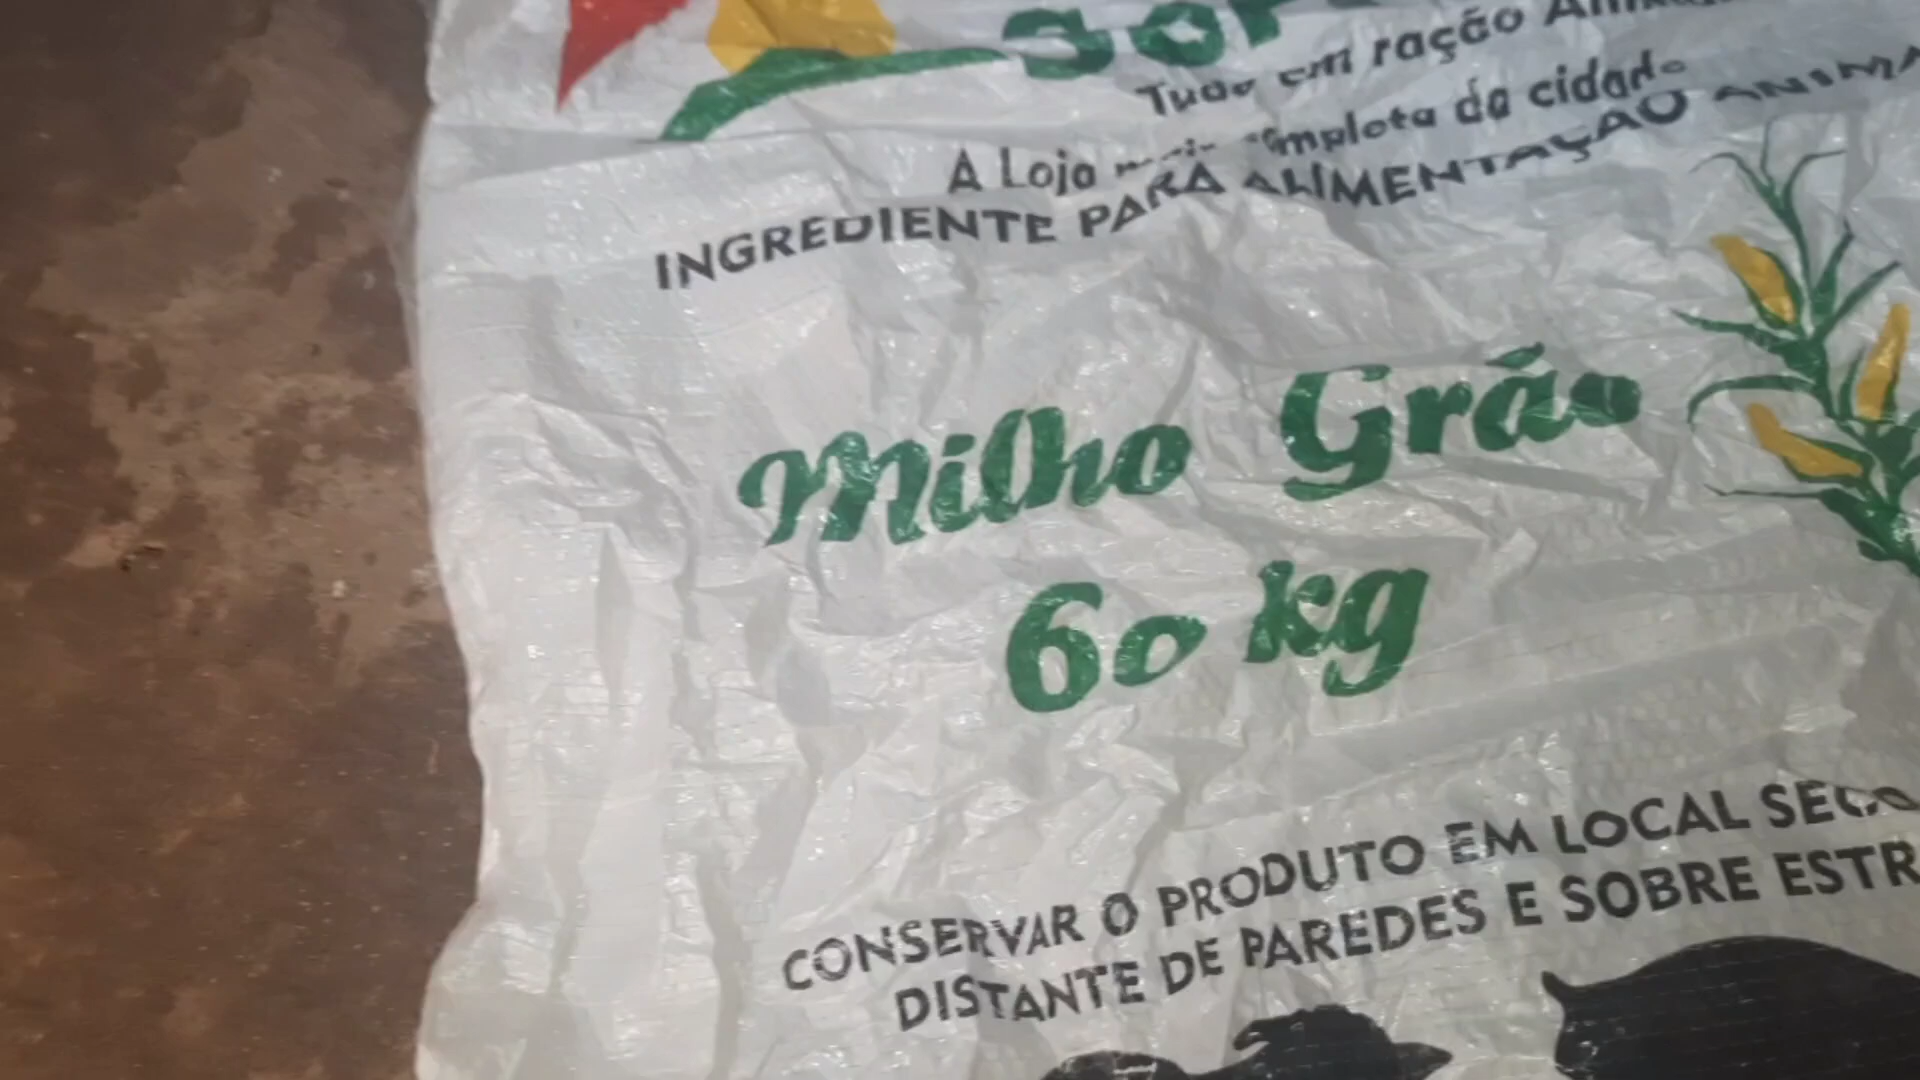 Tudo em ração
A Loja mais completa da cidade
INGREDIENTE PARA ALIMENTAÇÃO
Milho Grão
60 kg
CONSERVAR O PRODUTO EM LOCAL SECO
DISTANTE DE PAREDES E SOBRE